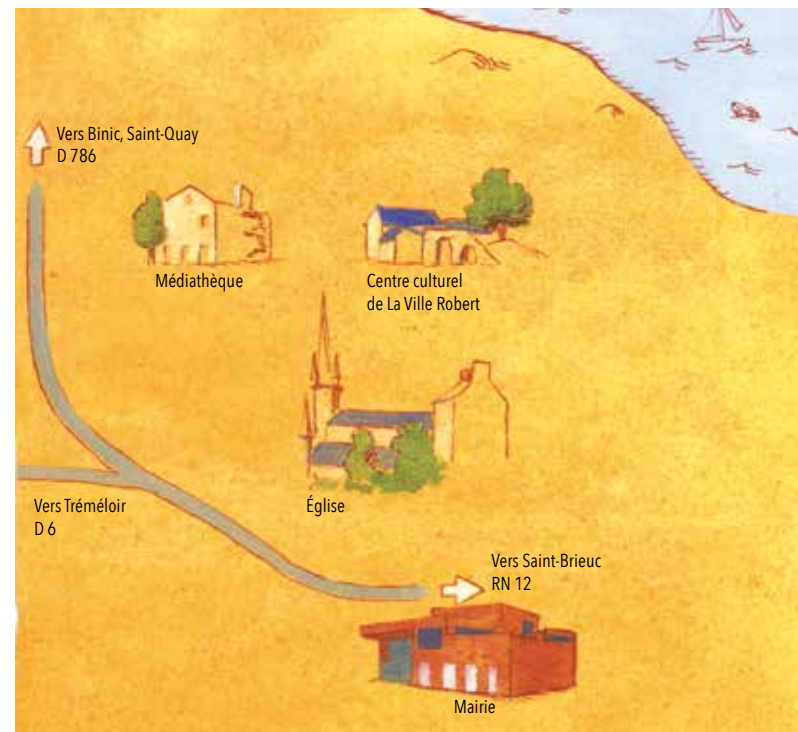 Vers Binic, Saint-Quay
D 786
Médiathèque
Centre culturel
de La Ville Robert
Vers Tréméloir
D 6
Église
Vers Saint-Brieuc
RN 12
Mairie